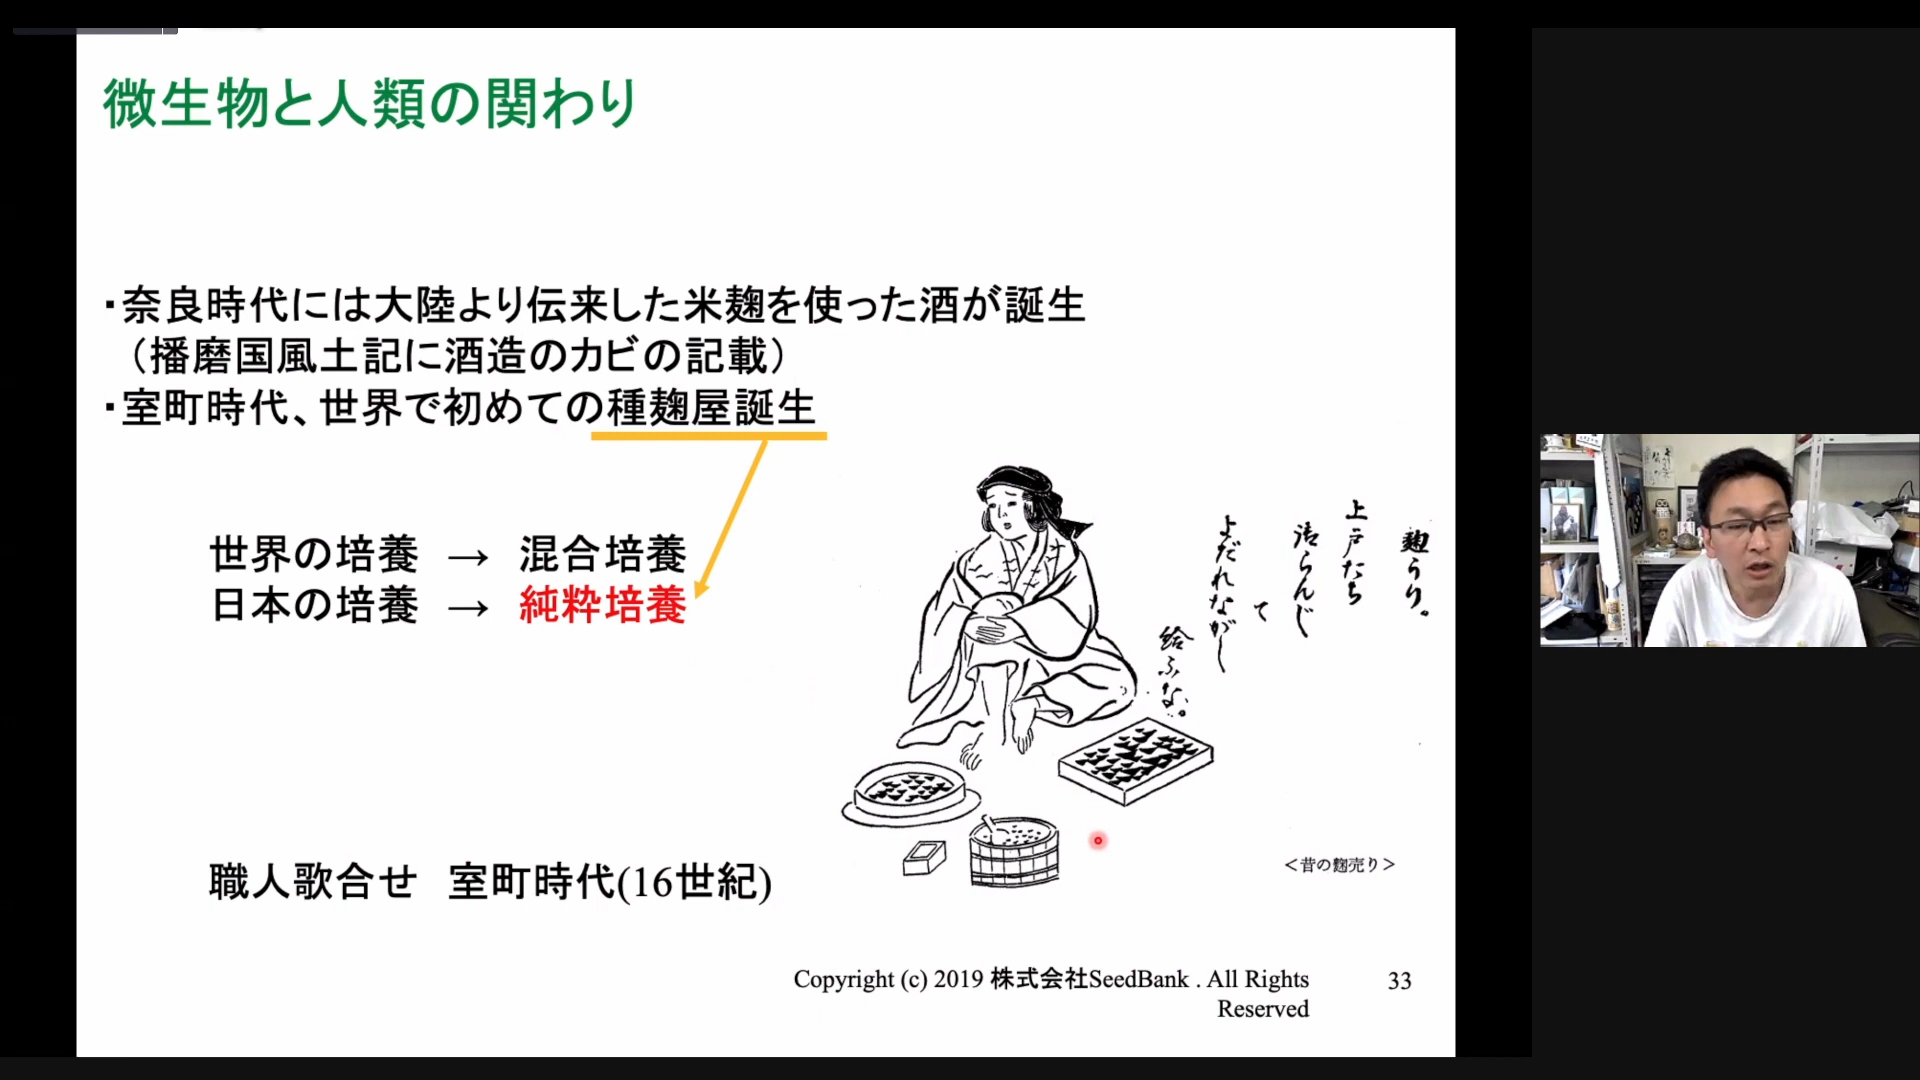 微生物と人類の関わり
・奈良時代には大陸より伝来した米麹を使った酒が誕生
（播磨国風土記に酒造のカビの記載）
・室町時代、世界で初めての種麹屋誕生
世界の培養 → 混合培養
日本の培養 → 純粋培養
麹うり。
上戸たち
清らんじ
て
よだれながし
給ふな。
＜昔の麹売り＞
職人歌合せ 室町時代(16世紀)
Copyright (c) 2019 株式会社SeedBank . All Rights
Reserved
33